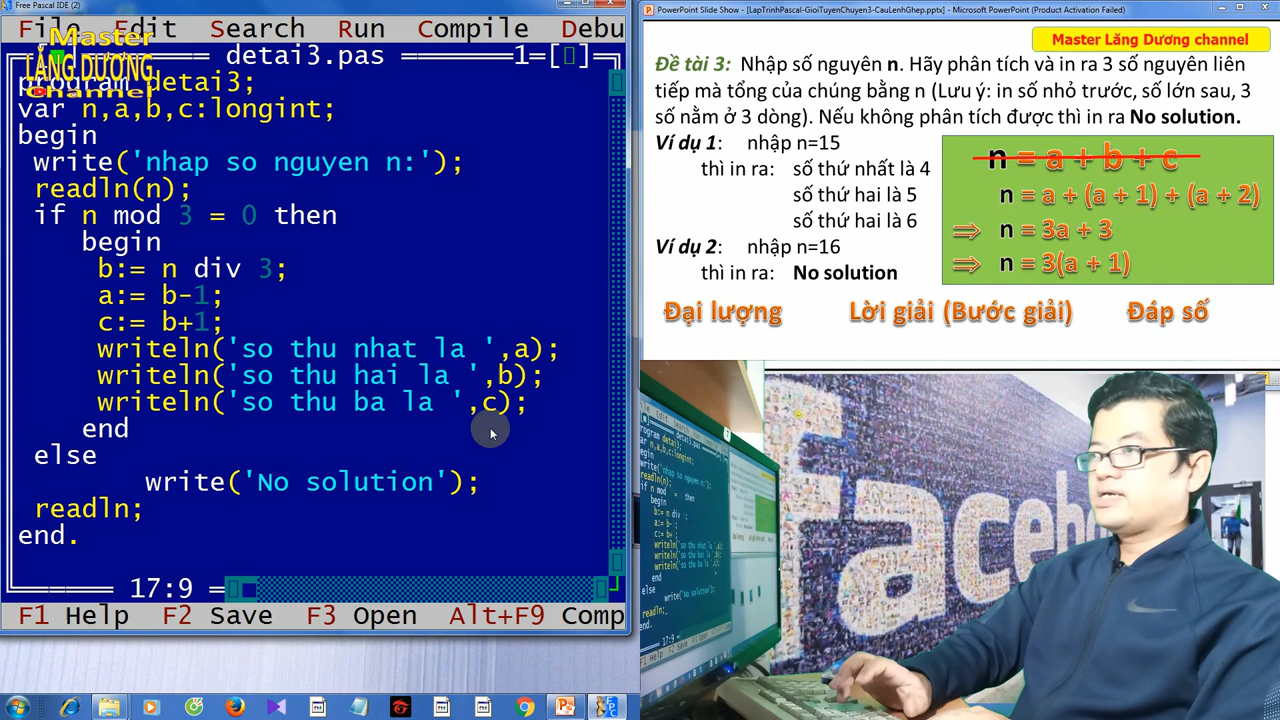 Free Pascal IDE (2)
File Edit Search Run Compile Debu
Master
LĂNG DƯƠNG
Channel
detai3.pas 1=[ ]
program detai3;
var n,a,b,c:longint;
begin
write('nhap so nguyen n:');
readln(n);
if n mod 3 = 0 then
begin
b:= n div 3;
a:= b-1;
c:= b+1;
writeln('so thu nhat la ',a);
writeln('so thu hai la ',b);
writeln('so thu ba la ',c);
end
else
write('No solution');
readln;
end.
17:9
F1 Help F2 Save F3 Open Alt+F9 Comp
PowerPoint Slide Show - [LapTrinhPascal-GioiTuyenChuyen3-CauLenhGhep.pptx] - Microsoft PowerPoint (Product Activation Failed)
Master Lăng Dương channel
Đề tài 3: Nhập số nguyên n. Hãy phân tích và in ra 3 số nguyên liên
tiếp mà tổng của chúng bằng n (Lưu ý: in số nhỏ trước, số lớn sau, 3
số nằm ở 3 dòng). Nếu không phân tích được thì in ra No solution.
Ví dụ 1: nhập n=15
thì in ra: số thứ nhất là 4
số thứ hai là 5
số thứ hai là 6
Ví dụ 2: nhập n=16
thì in ra: No solution
n = a + b + c
n = a + (a + 1) + (a + 2)
⇒ n = 3a + 3
⇒ n = 3(a + 1)
Đại lượng Lời giải (Bước giải) Đáp số
Facebo